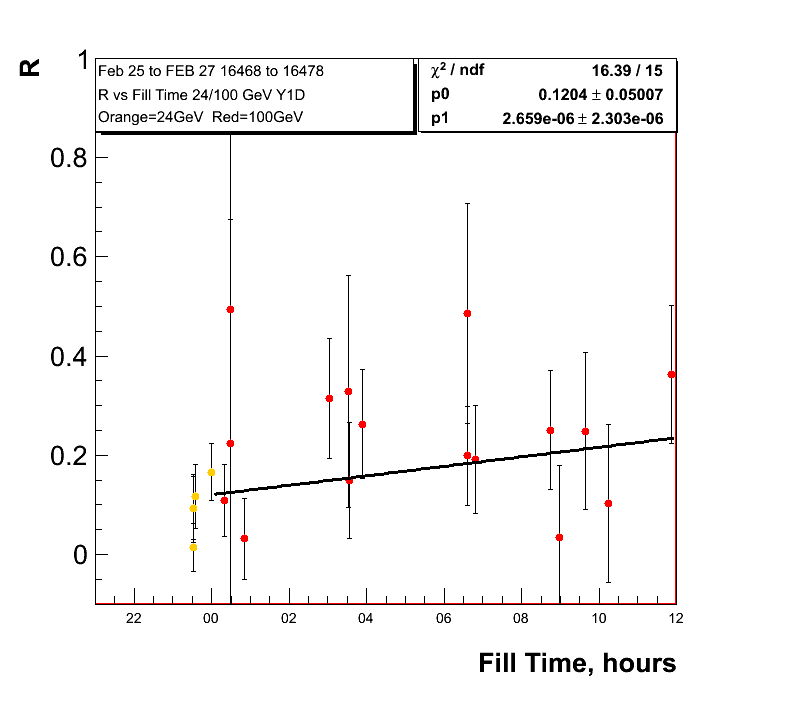 R
1
Feb 25 to FEB 27 16468 to 16478
R vs Fill Time 24/100 GeV Y1D
Orange=24GeV  Red=100GeV
χ² / ndf 16.39 / 15
p0 0.1204 ± 0.05007
p1 2.659e-06 ± 2.303e-06
0.8
0.6
0.4
0.2
0
22 00 02 04 06 08 10 12
Fill Time, hours